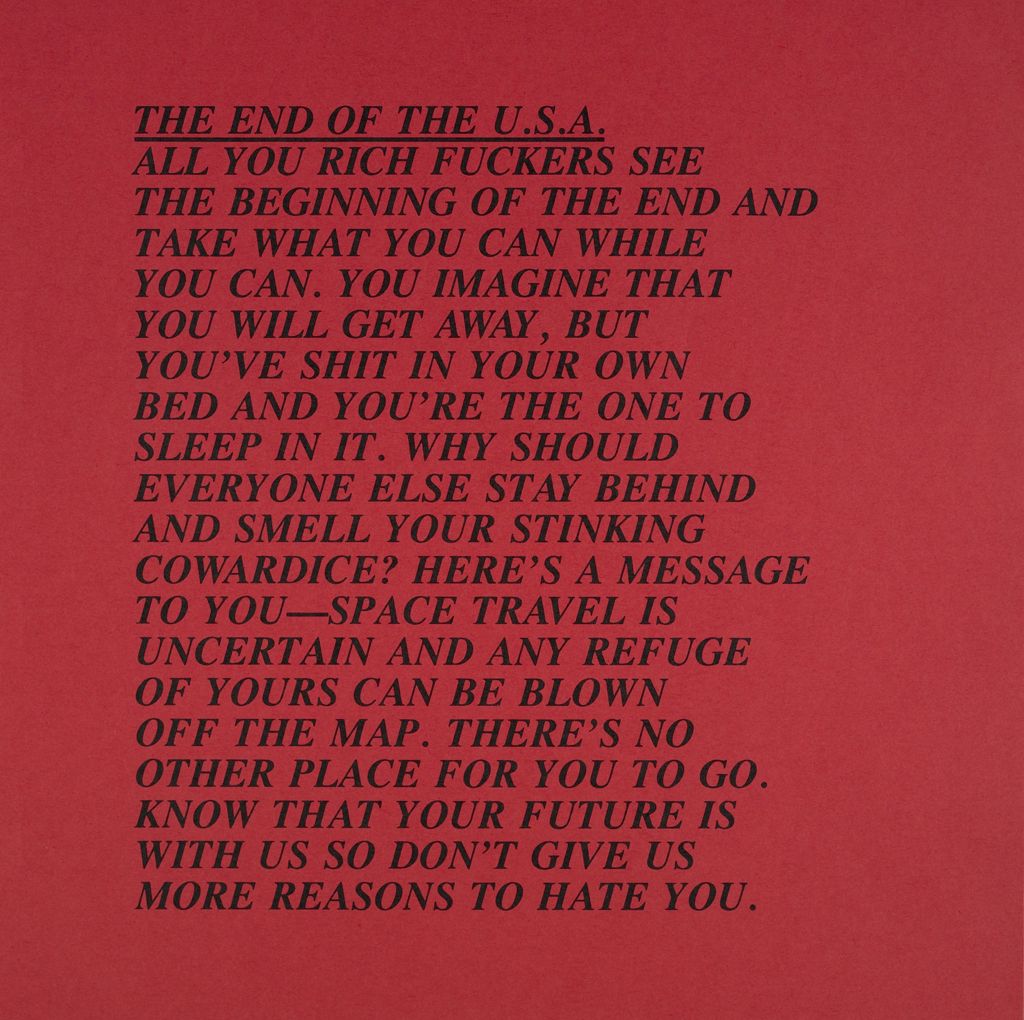 THE END OF THE U.S.A.
ALL YOU RICH FUCKERS SEE
THE BEGINNING OF THE END AND
TAKE WHAT YOU CAN WHILE
YOU CAN. YOU IMAGINE THAT
YOU WILL GET AWAY, BUT
YOU'VE SHIT IN YOUR OWN
BED AND YOU'RE THE ONE TO
SLEEP IN IT. WHY SHOULD
EVERYONE ELSE STAY BEHIND
AND SMELL YOUR STINKING
COWARDICE? HERE'S A MESSAGE
TO YOU—SPACE TRAVEL IS
UNCERTAIN AND ANY REFUGE
OF YOURS CAN BE BLOWN
OFF THE MAP. THERE'S NO
OTHER PLACE FOR YOU TO GO.
KNOW THAT YOUR FUTURE IS
WITH US SO DON'T GIVE US
MORE REASONS TO HATE YOU.